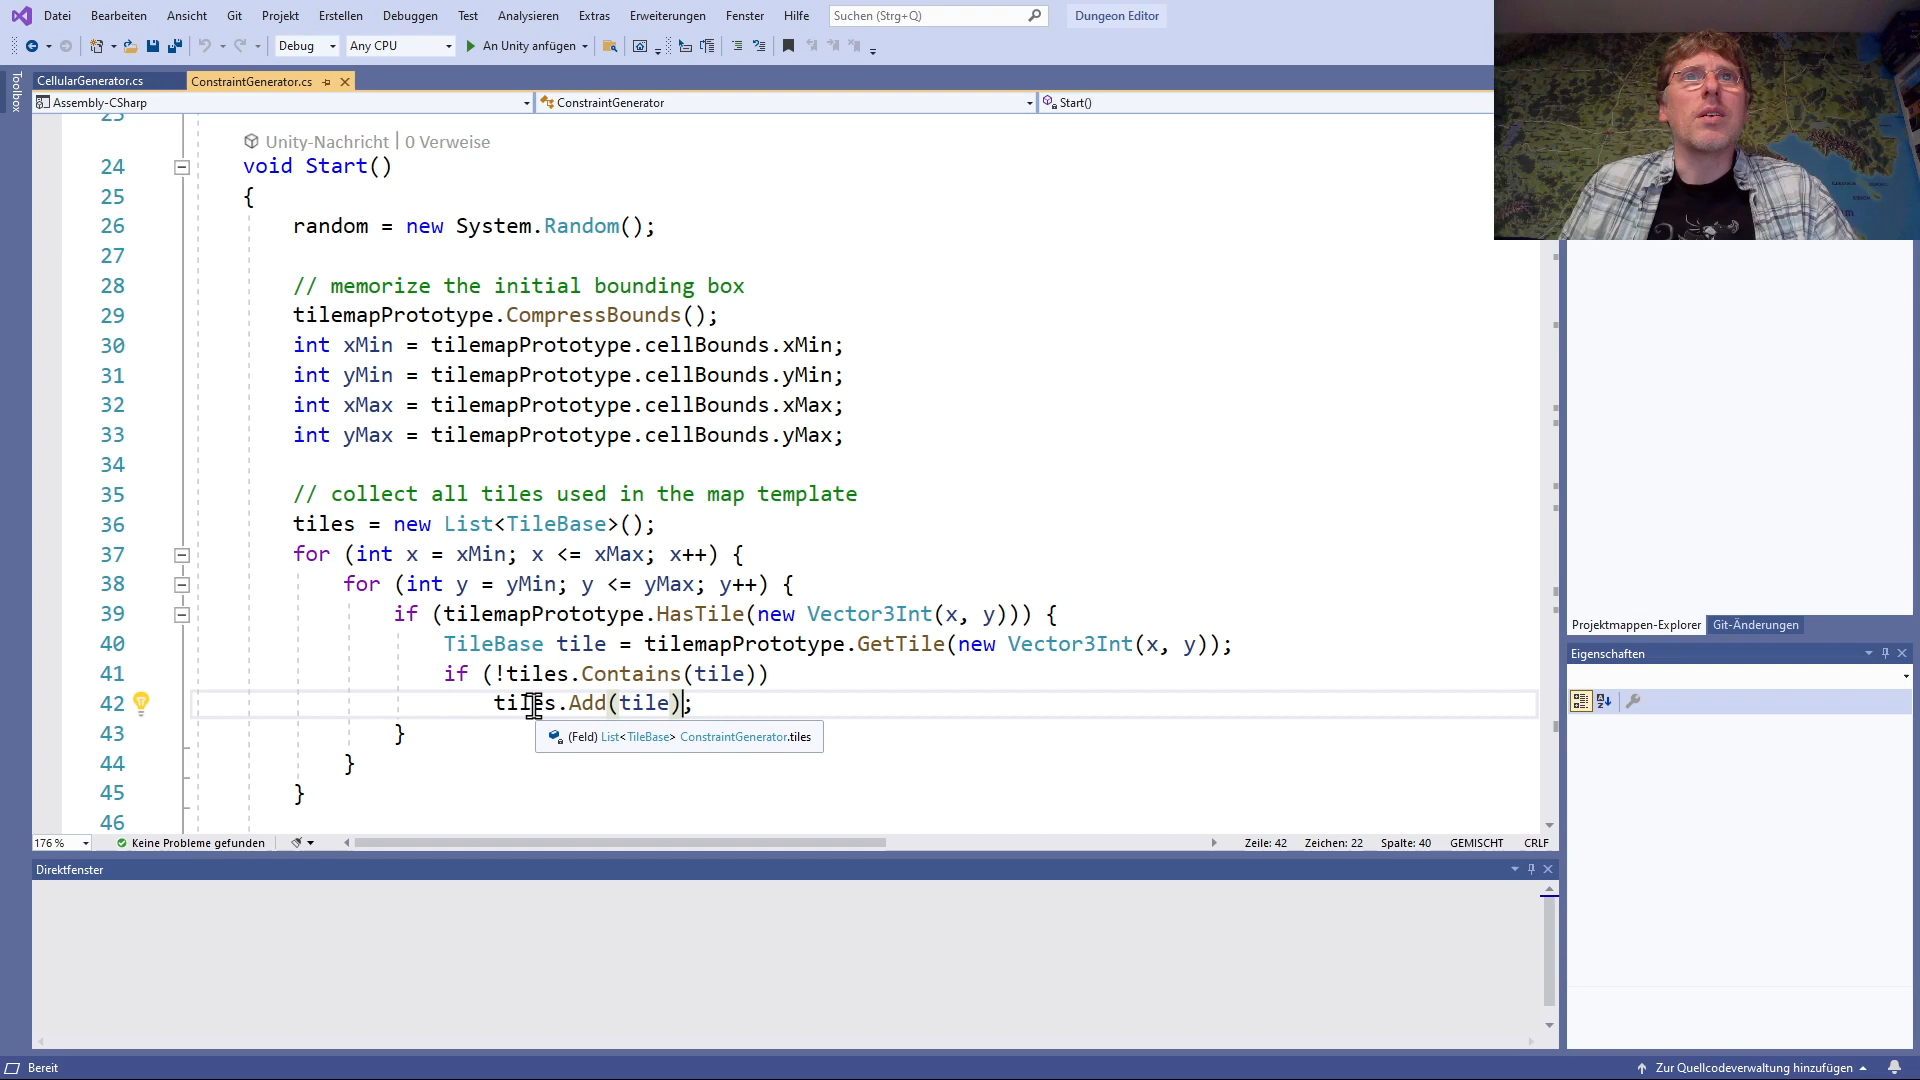 Datei Bearbeiten Ansicht Git Projekt Erstellen Debuggen Test Analysieren Extras Erweiterungen Fenster Hilfe Suchen (Strg+Q) Dungeon Editor
Debug Any CPU An Unity anfügen
Toolbox
CellularGenerator.cs ConstraintGenerator.cs
Assembly-CSharp ConstraintGenerator Start()
23
Unity-Nachricht | 0 Verweise
24 void Start()
25 {
26 random = new System.Random();
27
28 // memorize the initial bounding box
29 tilemapPrototype.CompressBounds();
30 int xMin = tilemapPrototype.cellBounds.xMin;
31 int yMin = tilemapPrototype.cellBounds.yMin;
32 int xMax = tilemapPrototype.cellBounds.xMax;
33 int yMax = tilemapPrototype.cellBounds.yMax;
34
35 // collect all tiles used in the map template
36 tiles = new List<TileBase>();
37 for (int x = xMin; x <= xMax; x++) {
38 for (int y = yMin; y <= yMax; y++) {
39 if (tilemapPrototype.HasTile(new Vector3Int(x, y))) {
40 TileBase tile = tilemapPrototype.GetTile(new Vector3Int(x, y));
41 if (!tiles.Contains(tile))
42 tiles.Add(tile);
43 }
(Feld) List<TileBase> ConstraintGenerator.tiles
44 }
45 }
46
176 % Keine Probleme gefunden Zeile: 42 Zeichen: 22 Spalte: 40 GEMISCHT CRLF
Direktfenster
Projektmappen-Explorer Git-Änderungen
Eigenschaften
Bereit Zur Quellcodeverwaltung hinzufügen